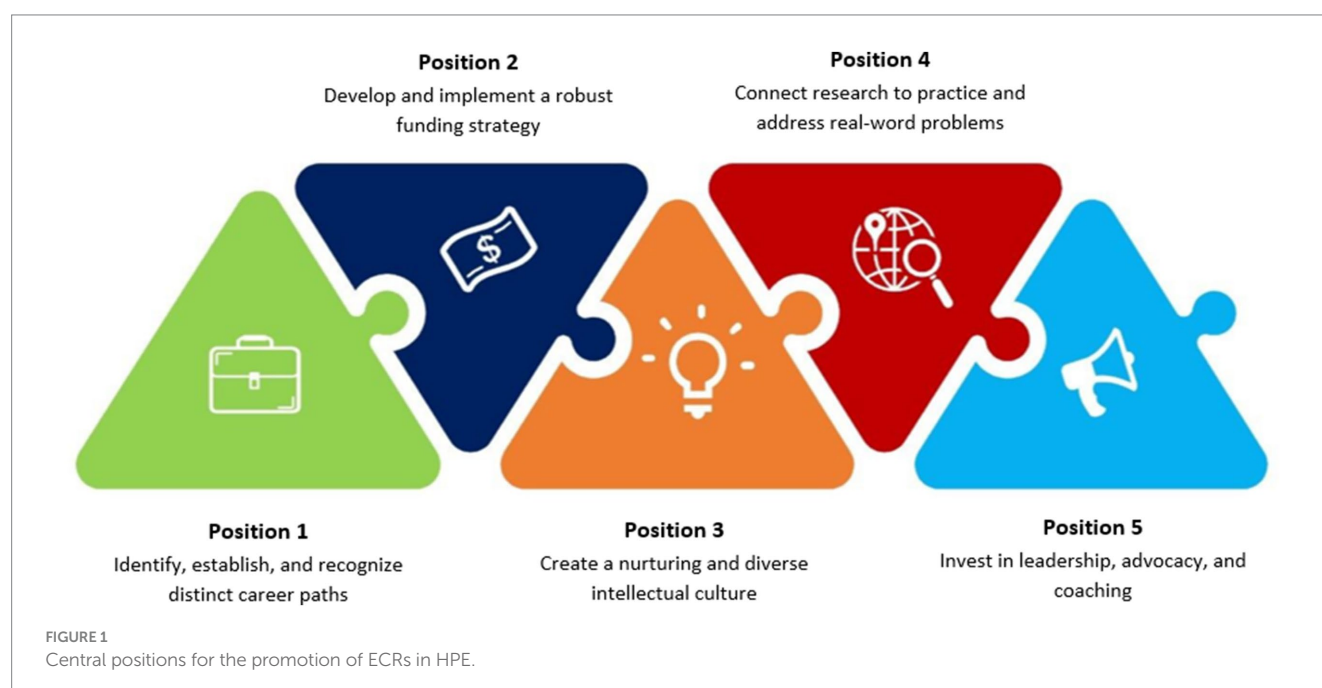 Position 2
Develop and implement a robust
funding strategy
Position 4
Connect research to practice and
address real-word problems
$
Position 1
Identify, establish, and recognize
distinct career paths
Position 3
Create a nurturing and diverse
intellectual culture
Position 5
Invest in leadership, advocacy, and
coaching
FIGURE 1
Central positions for the promotion of ECRs in HPE.